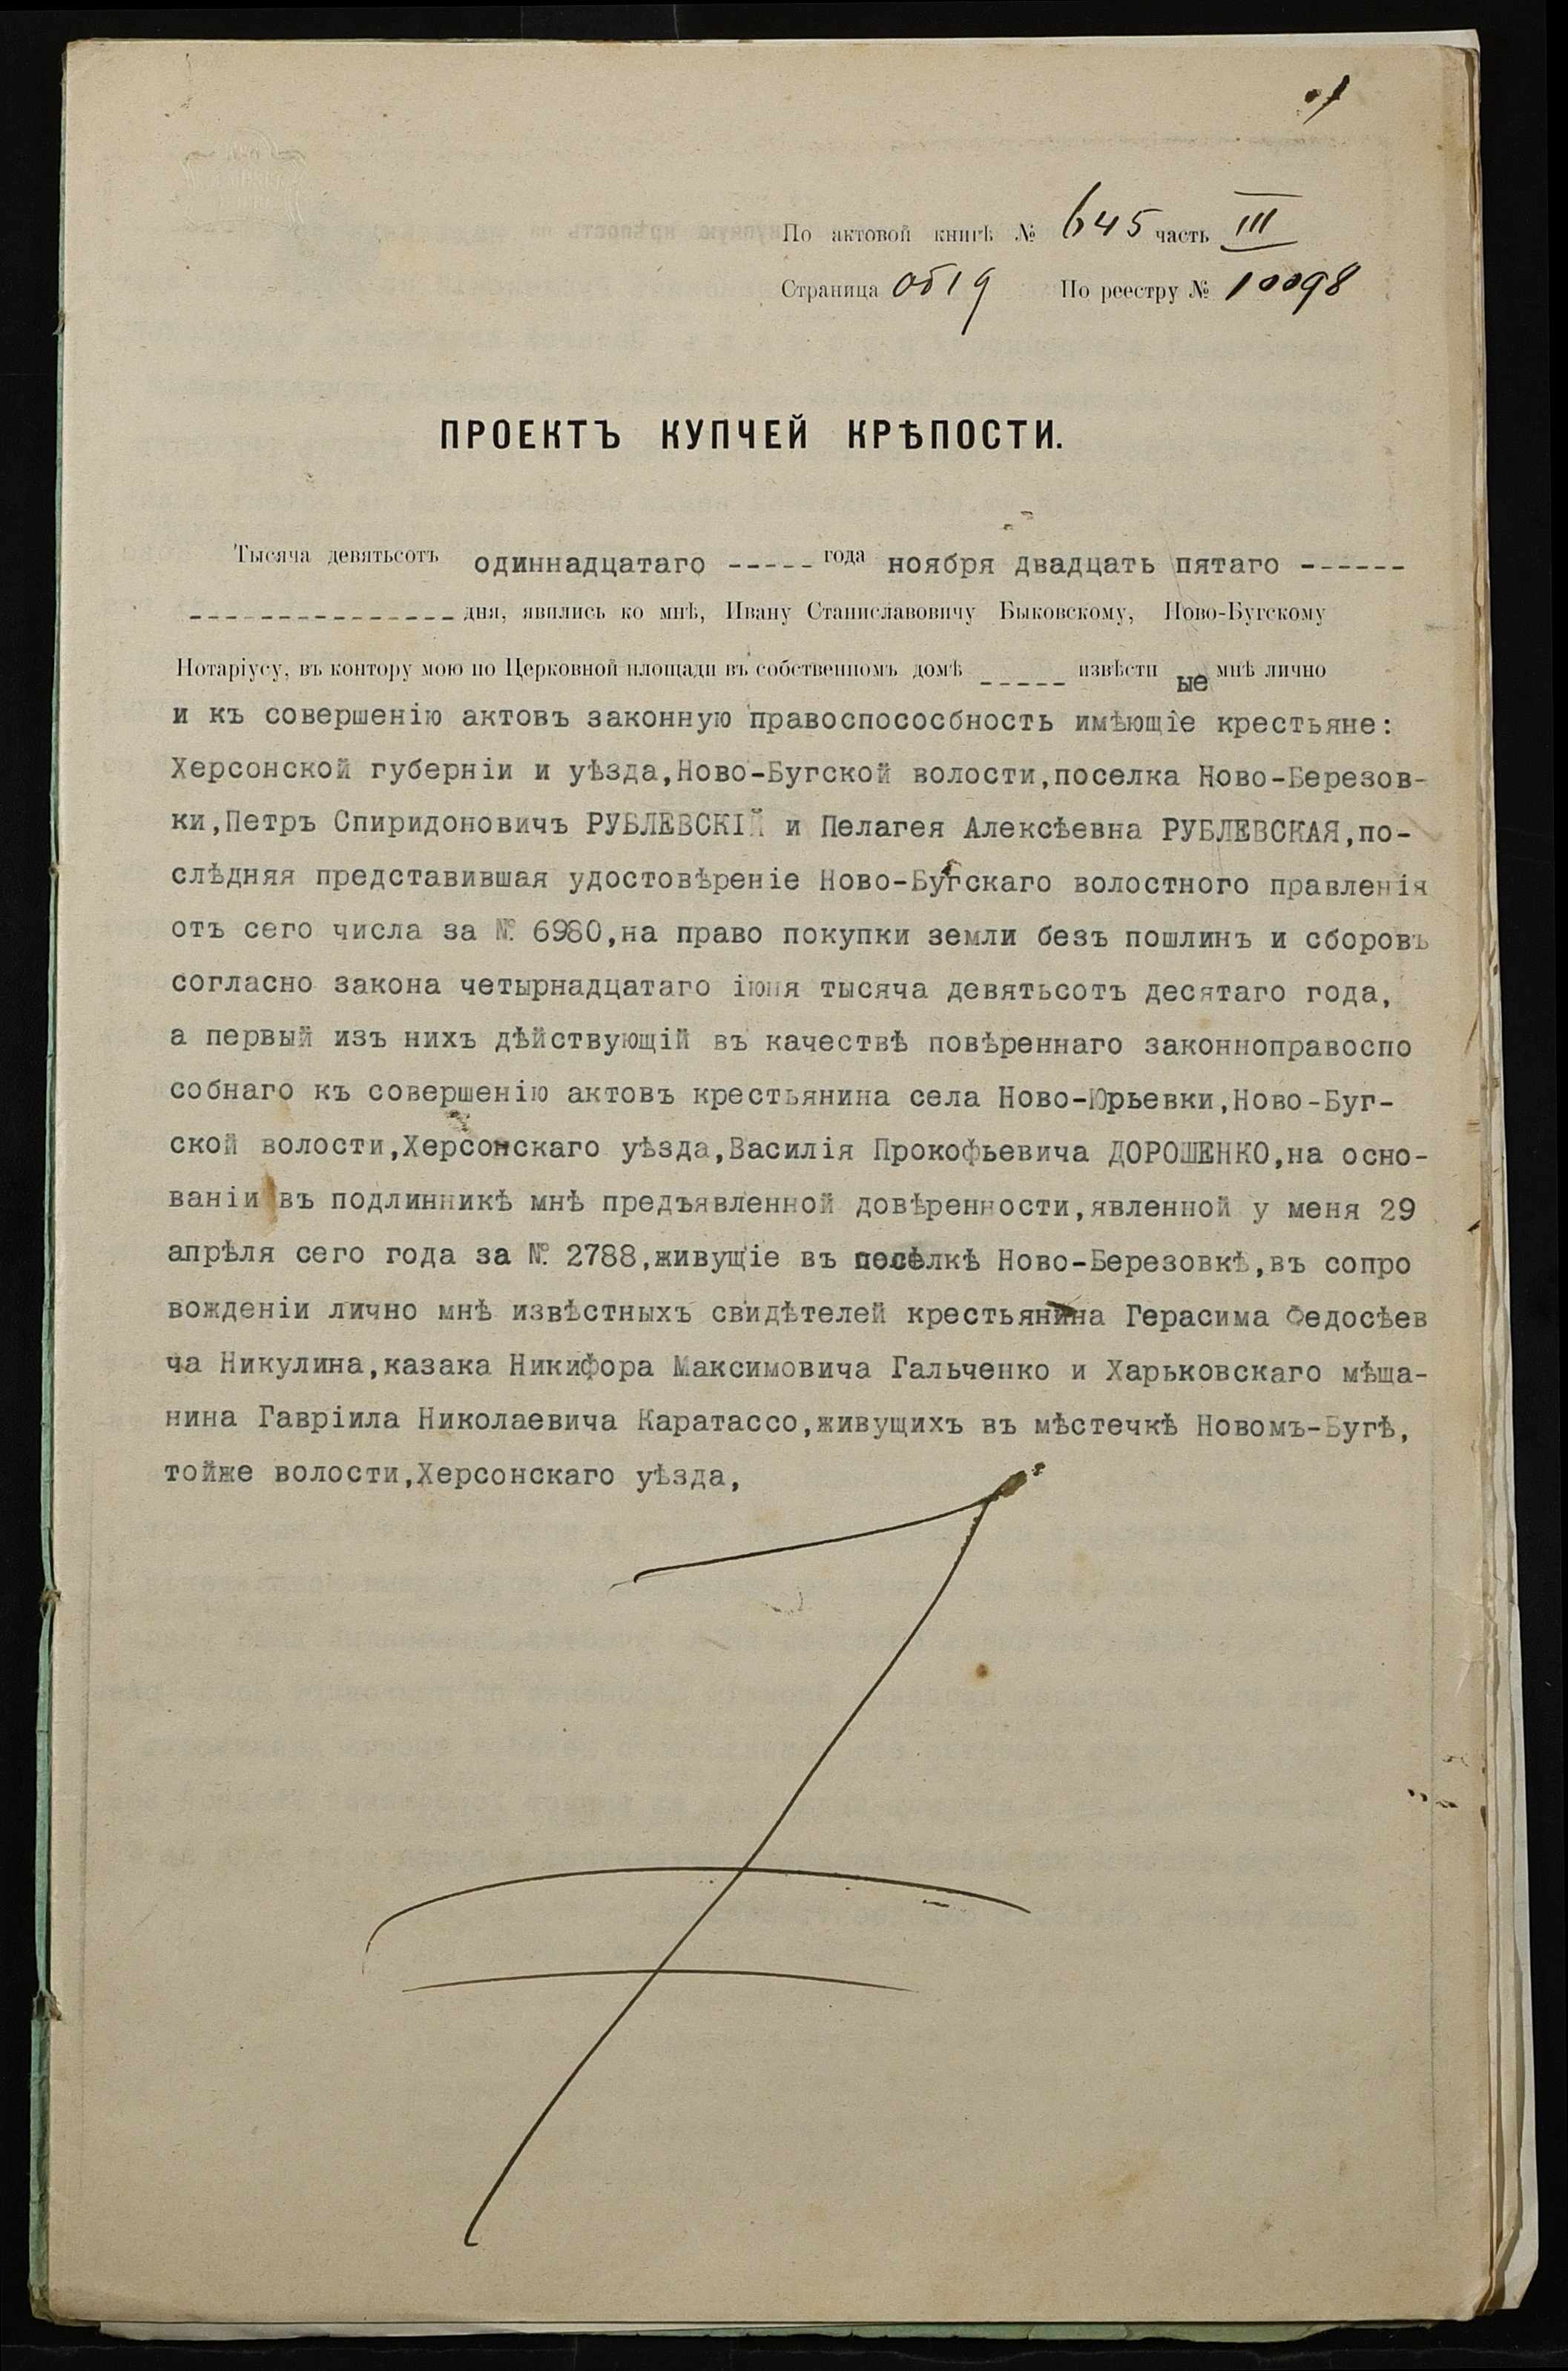 По актовой книгѣ № 645 часть III
Страница об 19 По реестру № 10098
ПРОЕКТЪ КУПЧЕЙ КРѢПОСТИ.
Тысяча девятьсотъ одиннадцатаго ----- года ноября двадцать пятаго ------
--------------- дня, явились ко мнѣ, Ивану Станиславовичу Быковскому, Ново-Бугскому
Нотаріусу, въ контору мою по Церковной площади въ собственномъ домѣ ----- извѣстн ые мнѣ лично
и къ совершенію актовъ законную правоспососбность имѣющіе крестьяне:
Херсонской губерніи и уѣзда,Ново-Бугской волости,поселка Ново-Березов-
ки,Петръ Спиридоновичъ РУБЛЕВСКІЙ и Пелагея Алексѣевна РУБЛЕВСКАЯ,по-
слѣдняя представившая удостовѣреніе Ново-Бугскаго волостного правленія
отъ сего числа за № 6980,на право покупки земли безъ пошлинъ и сборовъ
согласно закона четырнадцатаго іюня тысяча девятьсотъ десятаго года,
а первый изъ нихъ дѣйствующій въ качествѣ повѣреннаго законноправоспо
собнаго къ совершенію актовъ крестьянина села Ново-Юрьевки,Ново-Буг-
ской волости,Херсонскаго уѣзда,Василія Прокофьевича ДОРОШЕНКО,на осно-
ваніи въ подлинникѣ мнѣ предъявленной довѣренности,явленной у меня 29
апрѣля сего года за № 2788,живущіе въ Ново-Березовкѣ,въ сопро
вожденіи лично мнѣ извѣстныхъ свидѣтелей крестьянина Герасима Федосѣев
ча Никулина,казака Никифора Максимовича Гальченко и Харьковскаго мѣща-
нина Гавріила Николаевича Каратассо,живущихъ въ мѣстечкѣ Новомъ-Бугѣ,
тойже волости,Херсонскаго уѣзда,